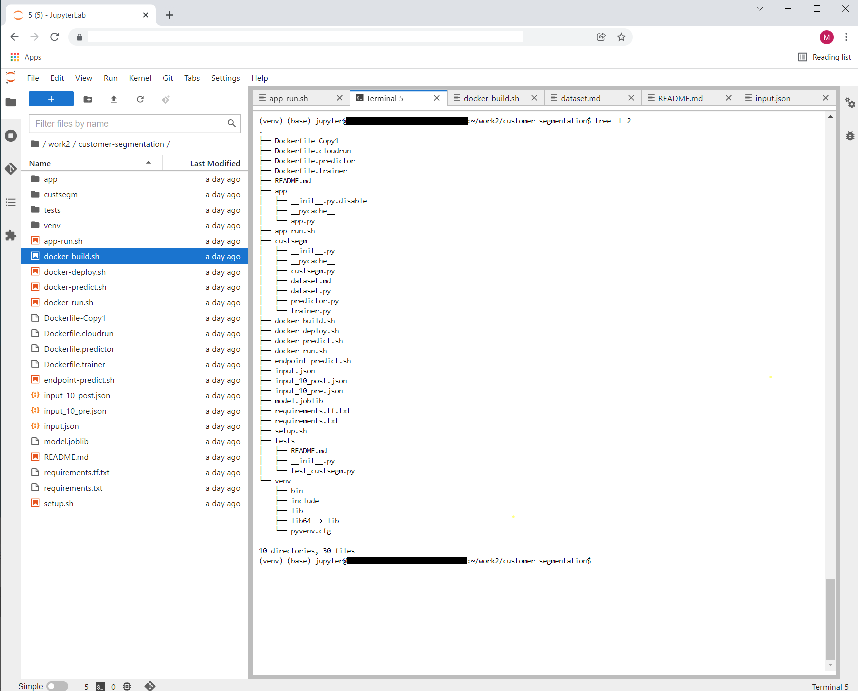 5 (5) - JupyterLab
M
Apps
Reading list
File Edit View Run Kernel Git Tabs Settings Help
app_run.sh
Terminal 5
docker_build.sh
dataset.md
README.md
input.json
Filter files by name
/ work2 / customer-segmentation /
Name Last Modified
app a day ago
custsegm a day ago
tests a day ago
venv a day ago
app-run.sh a day ago
docker-build.sh a day ago
docker-deploy.sh a day ago
docker-predict.sh a day ago
docker-run.sh a day ago
Dockerfile-Copy1 a day ago
Dockerfile.cloudrun a day ago
Dockerfile.predictor a day ago
Dockerfile.trainer a day ago
endpoint-predict.sh a day ago
input_10_post.json a day ago
input_10_pre.json a day ago
input.json a day ago
model.joblib a day ago
README.md a day ago
requirements.tf.txt a day ago
requirements.txt a day ago
setup.sh a day ago
(venv) (base) jupyter@ :~/work2/customer-segmentation$ tree -L 2
.
├── Dockerfile-Copy1
├── Dockerfile.cloudrun
├── Dockerfile.predictor
├── Dockerfile.trainer
├── README.md
├── app
│   ├── __init__.py.disable
│   ├── __pycache__
│   └── app.py
├── app-run.sh
├── custsegm
│   ├── __init__.py
│   ├── __pycache__
│   ├── custsegm.py
│   ├── dataset.md
│   ├── dataset.py
│   ├── predictor.py
│   └── trainer.py
├── docker-build.sh
├── docker-deploy.sh
├── docker-predict.sh
├── docker-run.sh
├── endpoint-predict.sh
├── input.json
├── input_10_post.json
├── input_10_pre.json
├── model.joblib
├── requirements.tf.txt
├── requirements.txt
├── setup.sh
├── tests
│   ├── README.md
│   ├── __init__.py
│   └── test_custsegm.py
└── venv
    ├── bin
    ├── include
    ├── lib
    ├── lib64 -> lib
    └── pyvenv.cfg
10 directories, 30 files
(venv) (base) jupyter@ :~/work2/customer-segmentation$
Simple 5 0
Terminal 5